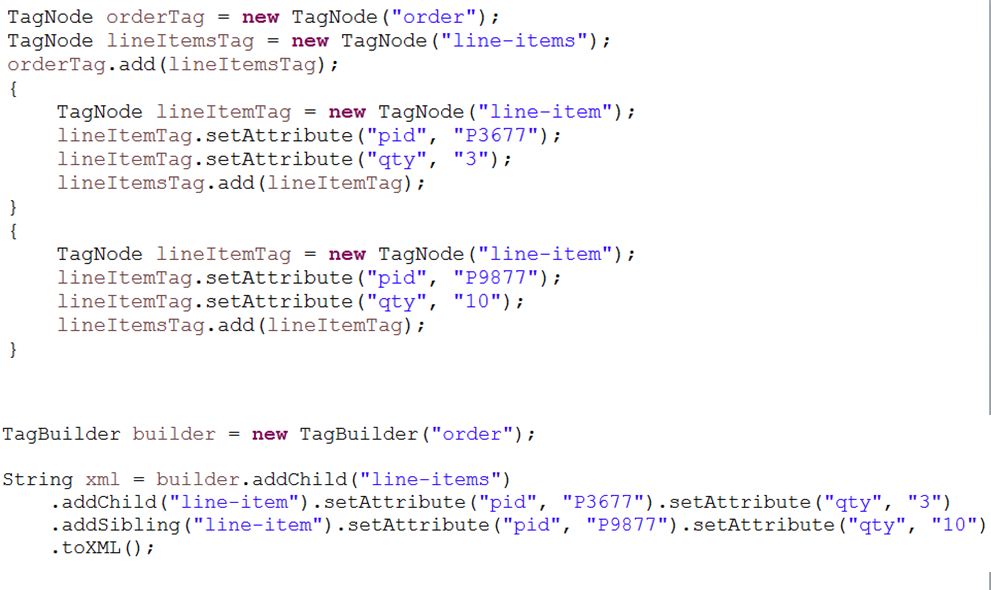 TagNode orderTag = new TagNode("order");
TagNode lineItemsTag = new TagNode("line-items");
orderTag.add(lineItemsTag);
{
    TagNode lineItemTag = new TagNode("line-item");
    lineItemTag.setAttribute("pid", "P3677");
    lineItemTag.setAttribute("qty", "3");
    lineItemsTag.add(lineItemTag);
}
{
    TagNode lineItemTag = new TagNode("line-item");
    lineItemTag.setAttribute("pid", "P9877");
    lineItemTag.setAttribute("qty", "10");
    lineItemsTag.add(lineItemTag);
}
TagBuilder builder = new TagBuilder("order");
String xml = builder.addChild("line-items")
    .addChild("line-item").setAttribute("pid", "P3677").setAttribute("qty", "3")
    .addSibling("line-item").setAttribute("pid", "P9877").setAttribute("qty", "10")
    .toXML();